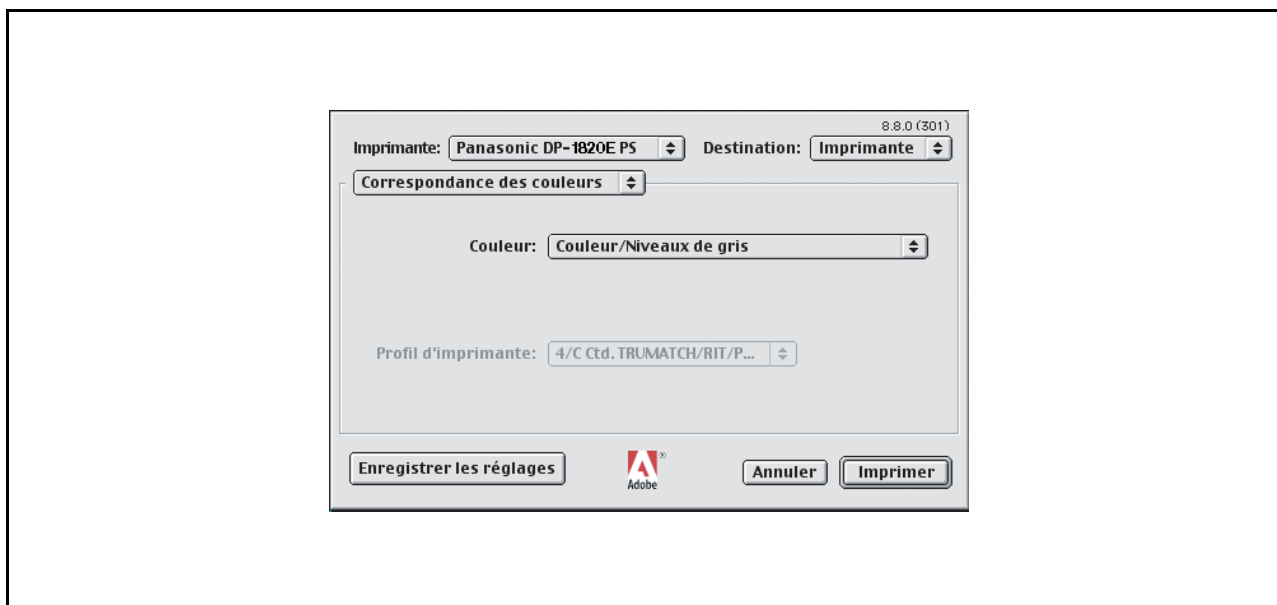 8.8.0 (301)
Imprimante: Panasonic DP-1820E PS Destination: Imprimante
Correspondance des couleurs
Couleur: Couleur/Niveaux de gris
Profil d'imprimante: 4/C Ctd. TRUMATCH/RIT/P...
Enregistrer les réglages Adobe ® Annuler Imprimer